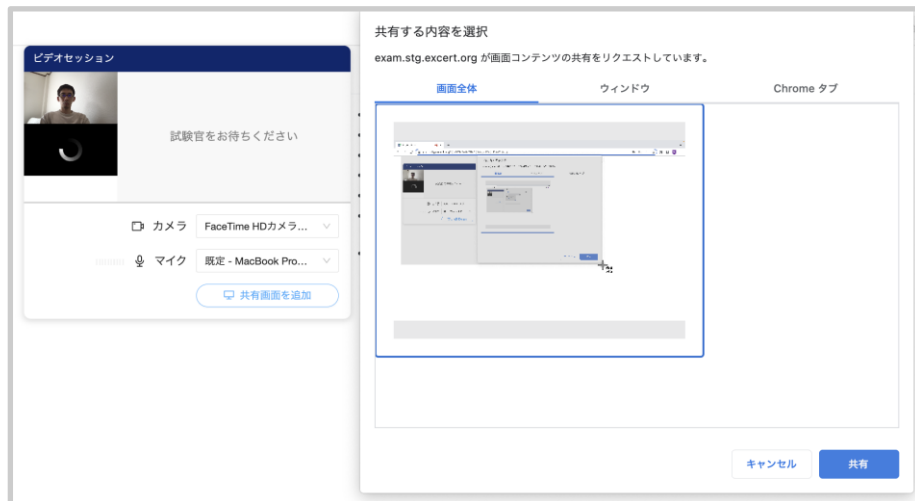 ビデオセッション
試験官をお待ちください
カメラ
FaceTime HDカメラ...
マイク
既定 - MacBook Pro...
共有画面を追加
共有する内容を選択
exam.stg.excert.org が画面コンテンツの共有をリクエストしています。
画面全体
ウィンドウ
Chrome タブ
キャンセル
共有